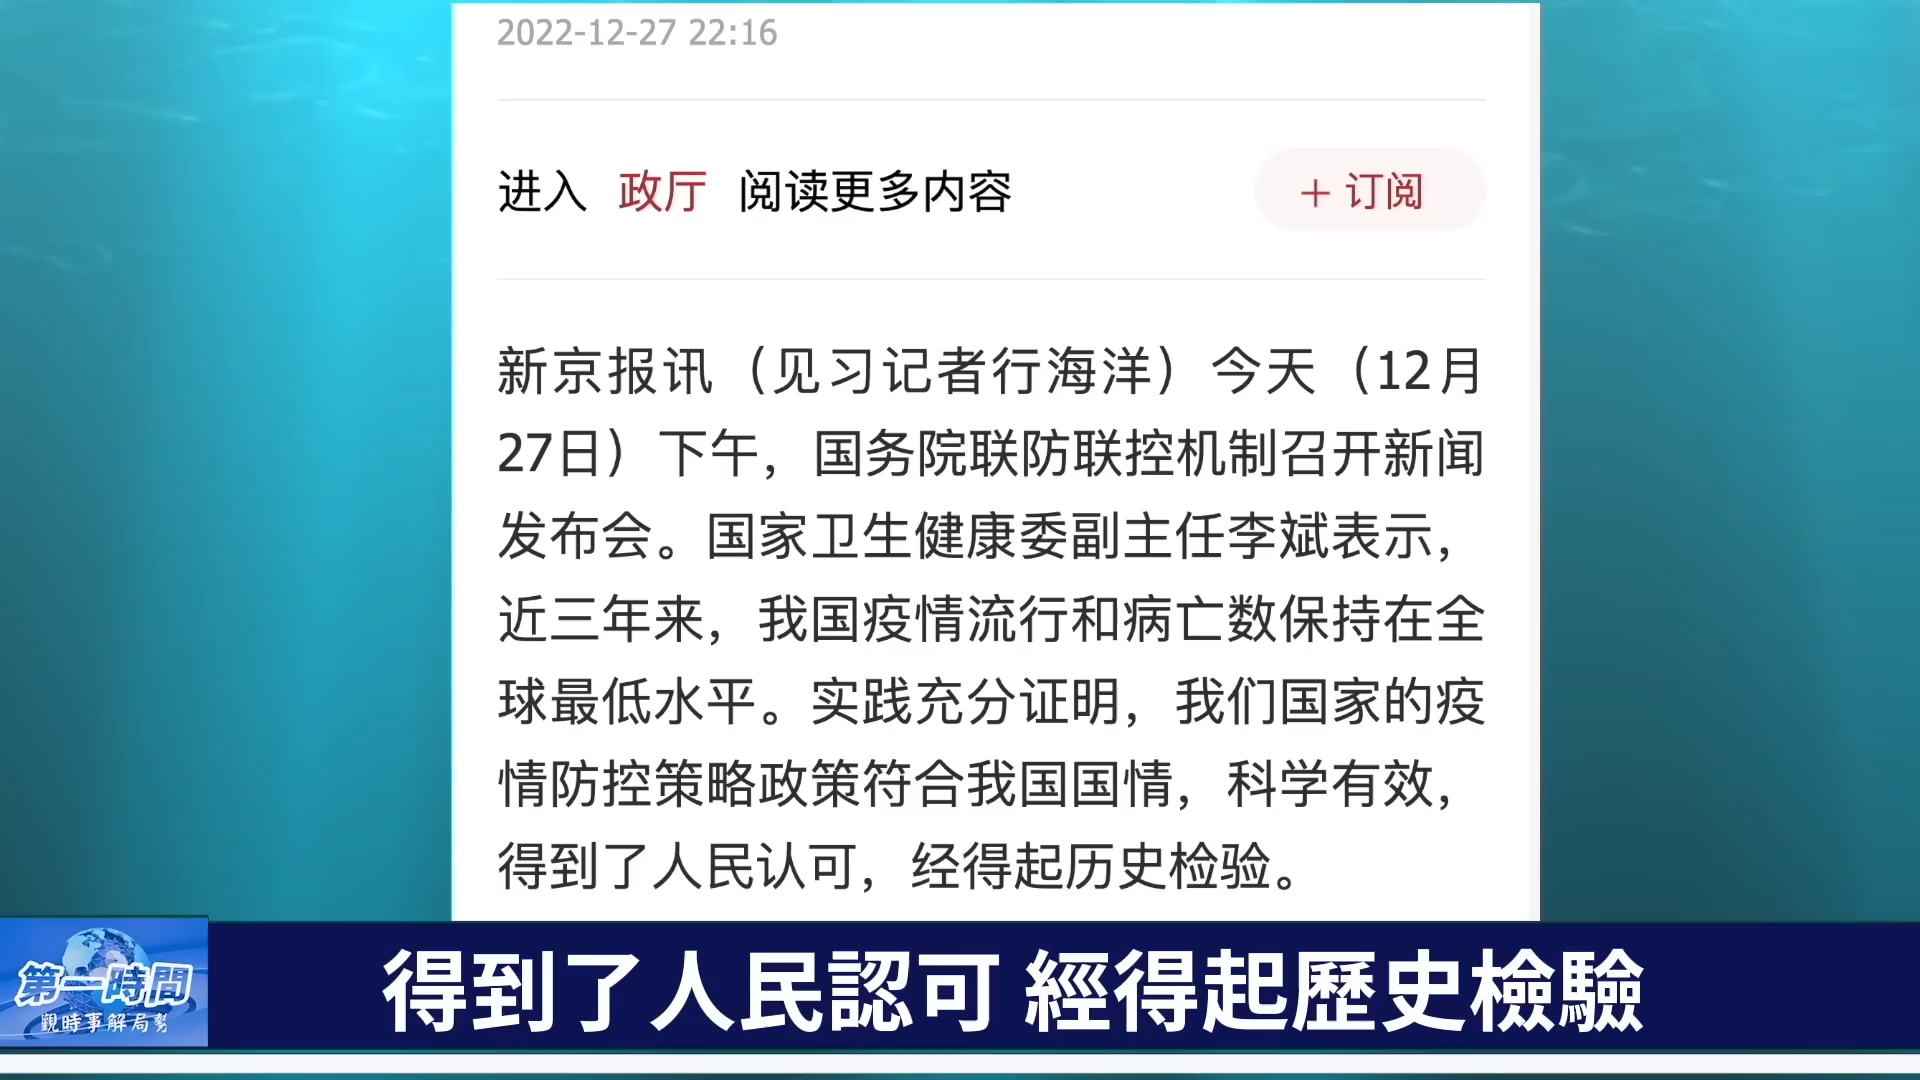 2022-12-27 22:16
进入 政厅 阅读更多内容
+ 订阅
新京报讯（见习记者行海洋）今天（12月
27日）下午，国务院联防联控机制召开新闻
发布会。国家卫生健康委副主任李斌表示，
近三年来，我国疫情流行和病亡数保持在全
球最低水平。实践充分证明，我们国家的疫
情防控策略政策符合我国国情，科学有效，
得到了人民认可，经得起历史检验。
第一時間
觀時事解局勢
得到了人民認可 經得起歷史檢驗